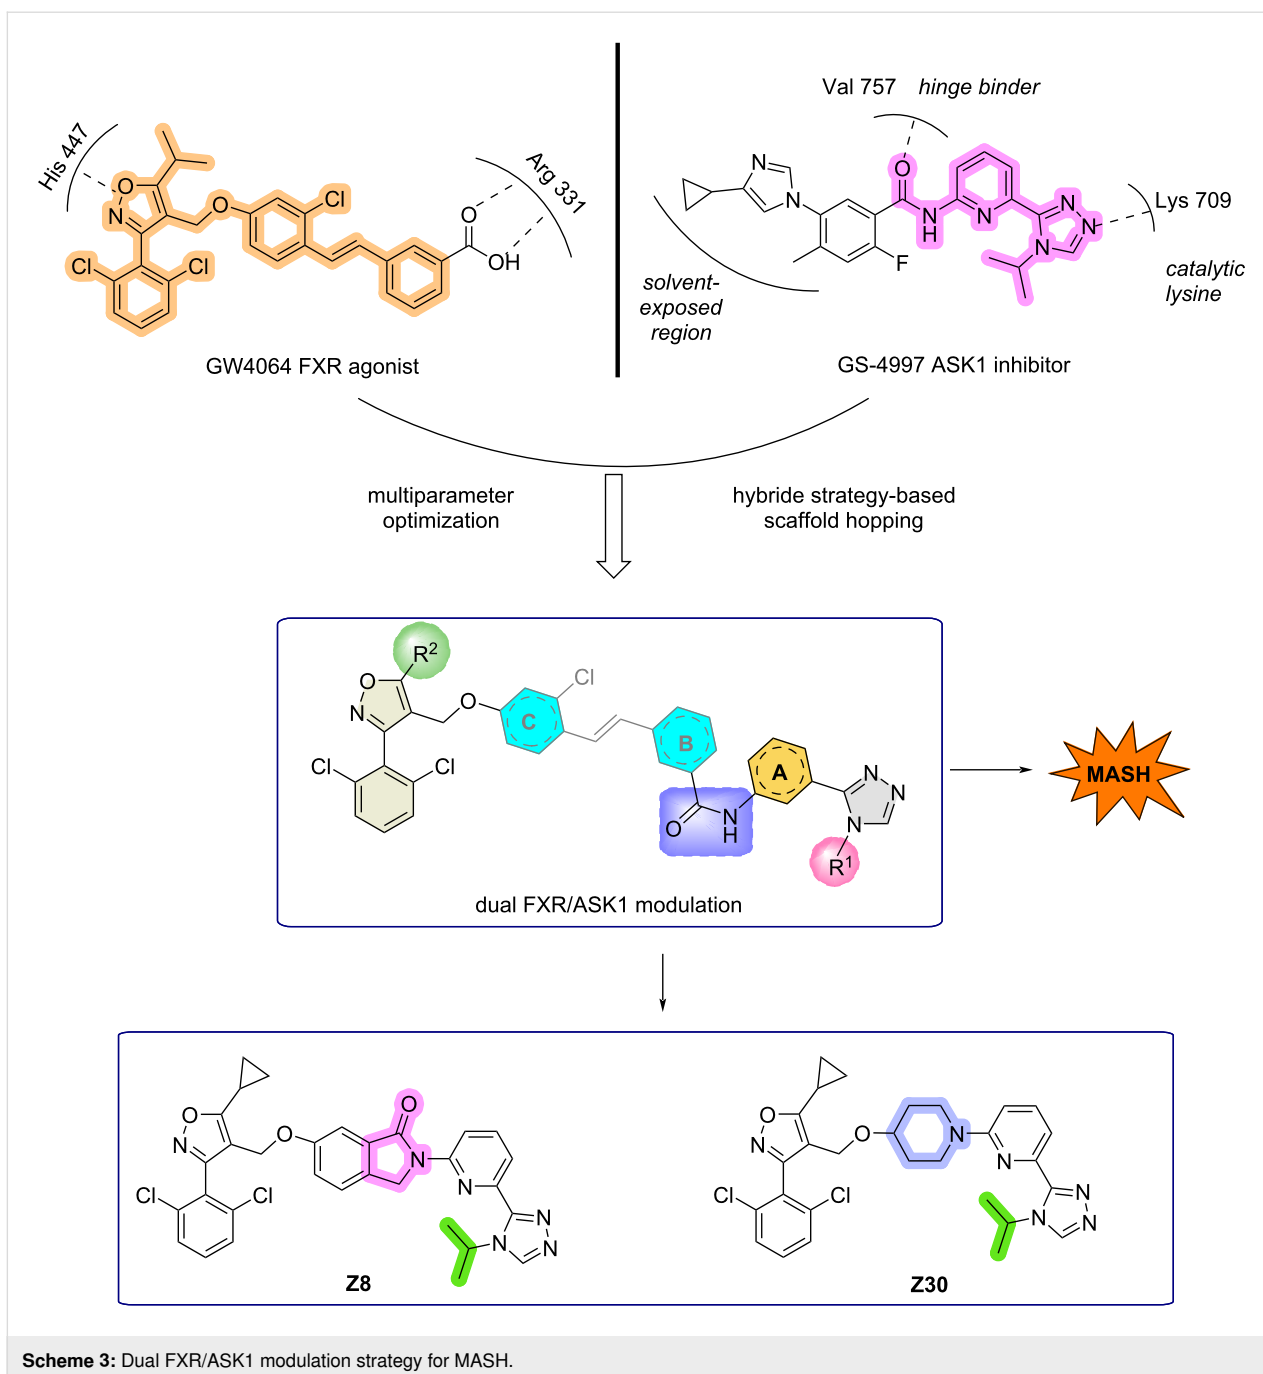 His 447
O
N
O
Cl
Cl
Cl
O
OH
Arg 331
GW4064 FXR agonist
Val 757 hinge binder
N
N
O
N
H
N
N
N
N
F
Lys 709
catalytic
lysine
solvent-
exposed
region
GS-4997 ASK1 inhibitor
multiparameter
optimization
hybride strategy-based
scaffold hopping
R2
O
N
O
Cl
C
B
A
Cl
Cl
O
N
H
N
N
N
R1
dual FXR/ASK1 modulation
MASH
O
N
O
O
N
N
Cl
Cl
N
N
N
Z8
O
N
O
N
N
Cl
Cl
N
N
N
Z30
Scheme 3: Dual FXR/ASK1 modulation strategy for MASH.